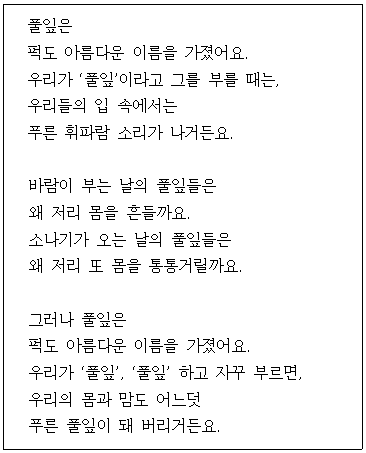 풀잎은
퍽도 아름다운 이름을 가졌어요.
우리가 ‘풀잎’이라고 그를 부를 때는,
우리들의 입 속에서는
푸른 휘파람 소리가 나거든요.

바람이 부는 날의 풀잎들은
왜 저리 몸을 흔들까요.
소나기가 오는 날의 풀잎들은
왜 저리 또 몸을 통통거릴까요.

그러나 풀잎은
퍽도 아름다운 이름을 가졌어요.
우리가 ‘풀잎’, ‘풀잎’ 하고 자꾸 부르면,
우리의 몸과 맘도 어느덧
푸른 풀잎이 돼 버리거든요.